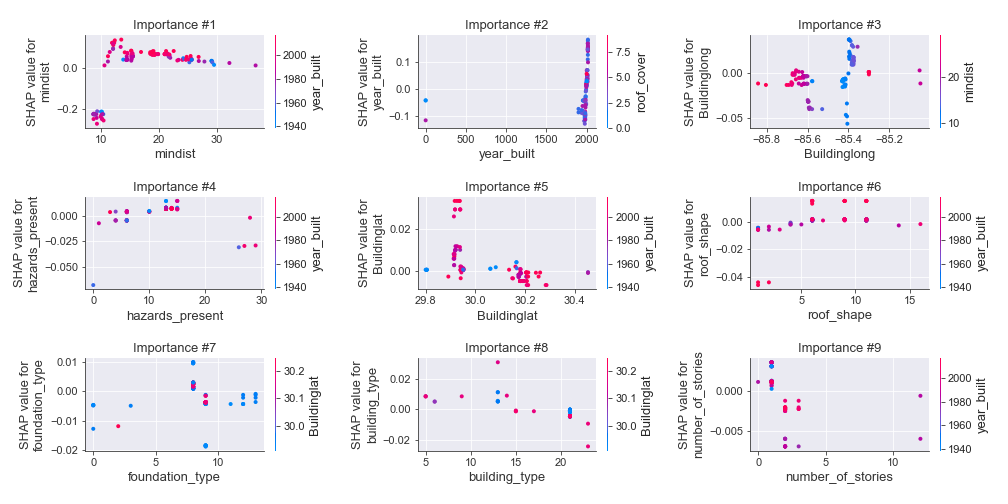 Importance #1
SHAP value for
mindist
0.0
−0.2
10
20
30
mindist
2000
1980
1960
1940
year_built
Importance #2
SHAP value for
year_built
0.1
0.0
−0.1
0
500
1000
1500
2000
year_built
7.5
5.0
2.5
0.0
roof_cover
Importance #3
SHAP value for
Buildinglong
0.00
−0.05
−85.8
−85.6
−85.4
−85.2
Buildinglong
20
10
mindist
Importance #4
SHAP value for
hazards_present
0.000
−0.025
−0.050
0
10
20
30
hazards_present
2000
1980
1960
1940
year_built
Importance #5
SHAP value for
Buildinglat
0.02
0.00
29.8
30.0
30.2
30.4
Buildinglat
2000
1980
1960
1940
year_built
Importance #6
SHAP value for
roof_shape
0.00
−0.02
−0.04
5
10
15
roof_shape
2000
1980
1960
1940
year_built
Importance #7
SHAP value for
foundation_type
0.01
0.00
−0.01
−0.02
0
5
10
foundation_type
30.2
30.1
30.0
Buildinglat
Importance #8
SHAP value for
building_type
0.02
0.00
−0.02
5
10
15
20
building_type
30.2
30.1
30.0
Buildinglat
Importance #9
SHAP value for
number_of_stories
0.000
−0.005
0
5
10
number_of_stories
2000
1980
1960
1940
year_built